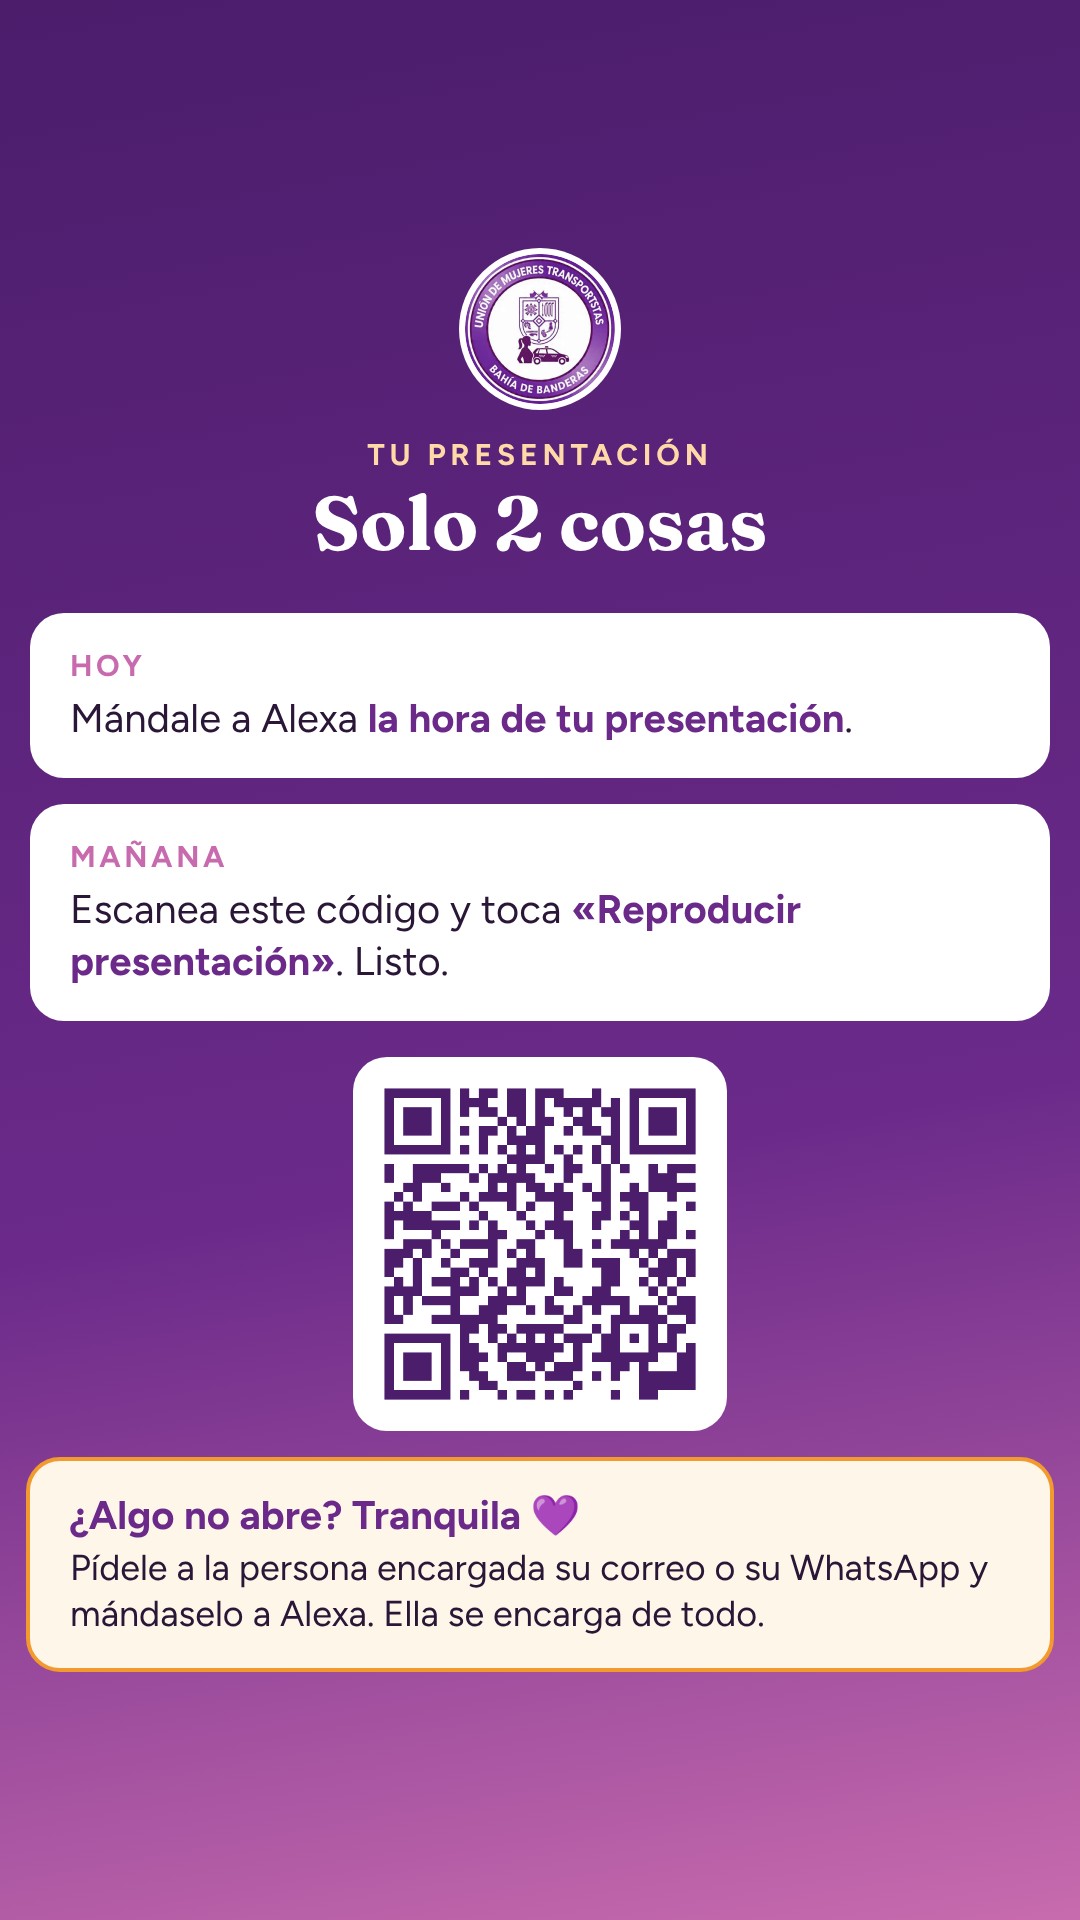 UNIÓN DE MUJERES TRANSPORTSTAS
BAHÍA DE BANDERAS
TU PRESENTACIÓN
Solo 2 cosas
HOY
Mándale a Alexa la hora de tu presentación.
MAÑANA
Escanea este código y toca «Reproducir
presentación». Listo.
¿Algo no abre? Tranquila 💜
Pídele a la persona encargada su correo o su WhatsApp y
mándaselo a Alexa. Ella se encarga de todo.